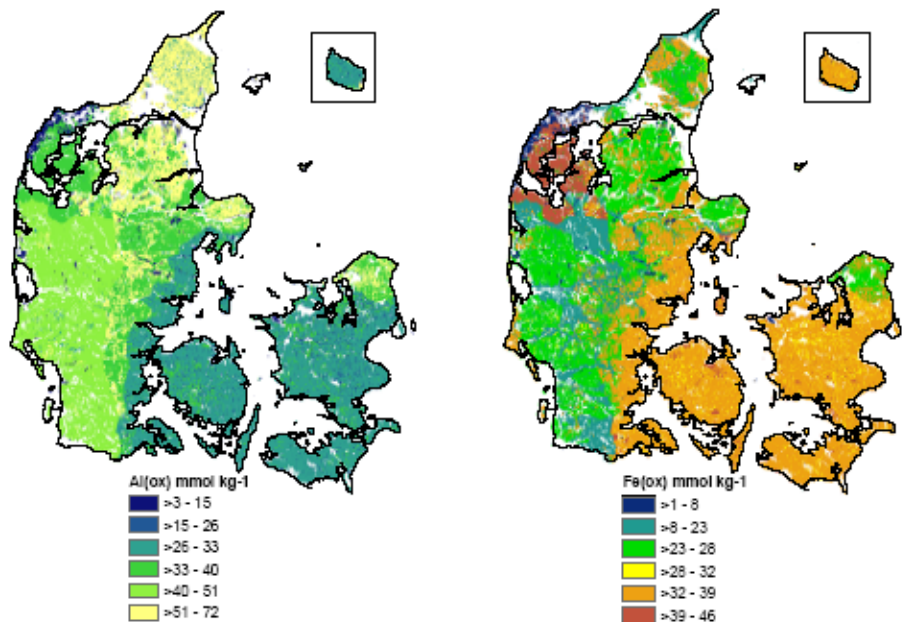 Al(ox) mmol kg-1
>3 - 15
>15 - 26
>26 - 33
>33 - 40
>40 - 51
>51 - 72
Fe(ox) mmol kg-1
>1 - 8
>8 - 23
>23 - 28
>28 - 32
>32 - 39
>39 - 46